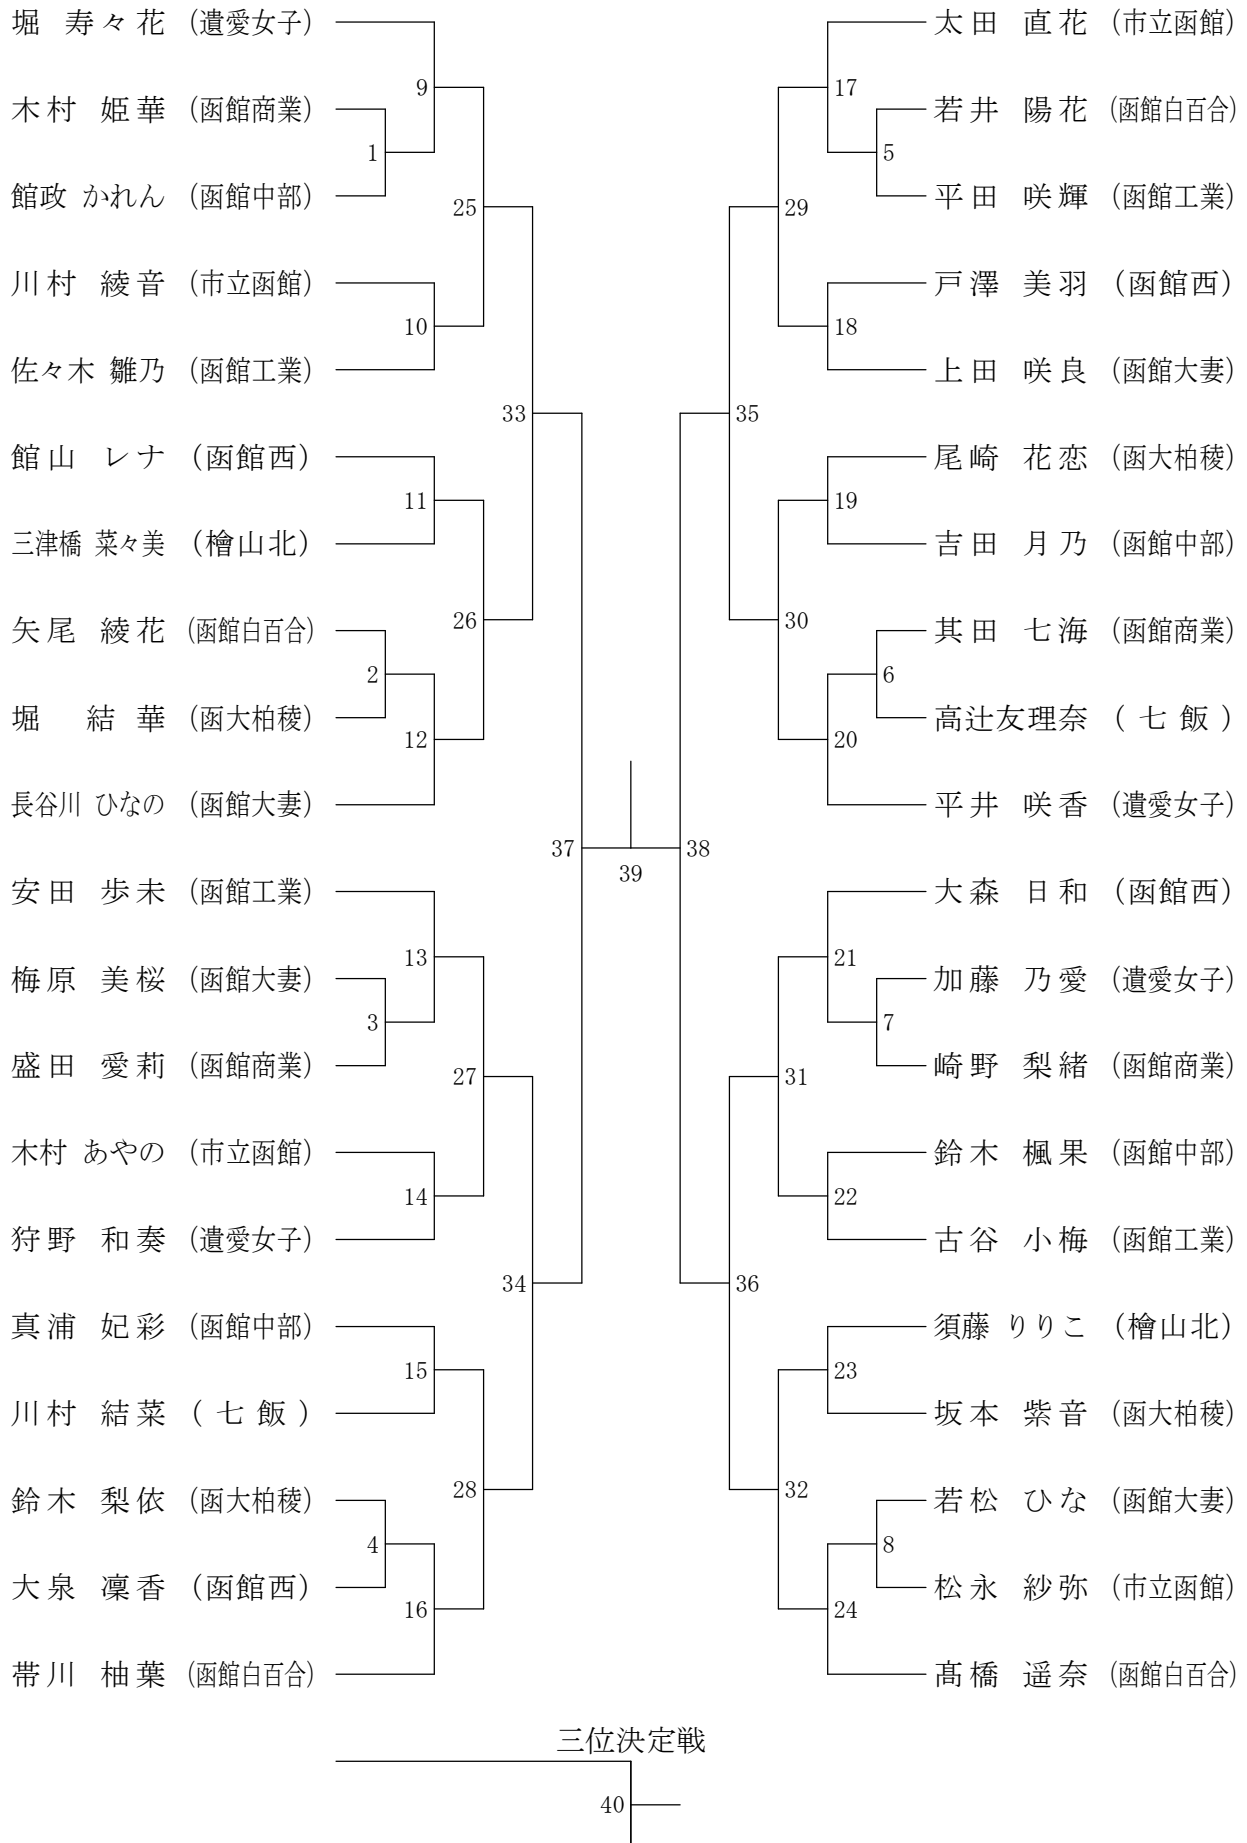 堀 寿々花 (遺愛女子)
木村 姫華 (函館商業)
館政 かれん (函館中部)
川村 綾音 (市立函館)
佐々木 雛乃 (函館工業)
館山 レナ (函館西)
三津橋 菜々美 (檜山北)
矢尾 綾花 (函館白百合)
堀 結華 (函大柏稜)
長谷川 ひなの (函館大妻)
安田 歩未 (函館工業)
梅原 美桜 (函館大妻)
盛田 愛莉 (函館商業)
木村 あやの (市立函館)
狩野 和奏 (遺愛女子)
真浦 妃彩 (函館中部)
川村 結菜 (七飯)
鈴木 梨依 (函大柏稜)
大泉 凜香 (函館西)
帯川 柚葉 (函館白百合)
9
1
25
10
33
11
26
2
12
37
13
3
27
14
34
15
28
4
16
39
38
17
5
29
18
35
19
30
6
20
21
7
31
22
36
23
32
8
24
太田 直花 (市立函館)
若井 陽花 (函館白百合)
平田 咲輝 (函館工業)
戸澤 美羽 (函館西)
上田 咲良 (函館大妻)
尾崎 花恋 (函大柏稜)
吉田 月乃 (函館中部)
其田 七海 (函館商業)
高辻友理奈 (七飯)
平井 咲香 (遺愛女子)
大森 日和 (函館西)
加藤 乃愛 (遺愛女子)
崎野 梨緒 (函館商業)
鈴木 楓果 (函館中部)
古谷 小梅 (函館工業)
須藤 りりこ (檜山北)
坂本 紫音 (函大柏稜)
若松 ひな (函館大妻)
松永 紗弥 (市立函館)
髙橋 遥奈 (函館白百合)
三位決定戦
40